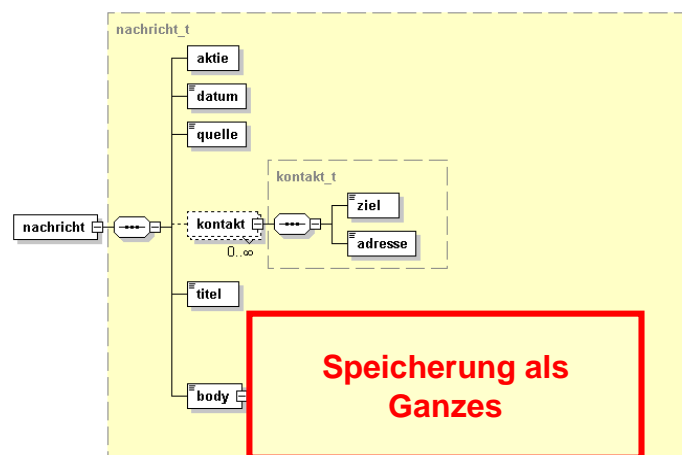 nachricht_t
aktie
datum
quelle
kontakt_t
ziel
nachricht
kontakt
adresse
0..∞
titel
Speicherung als
Ganzes
body